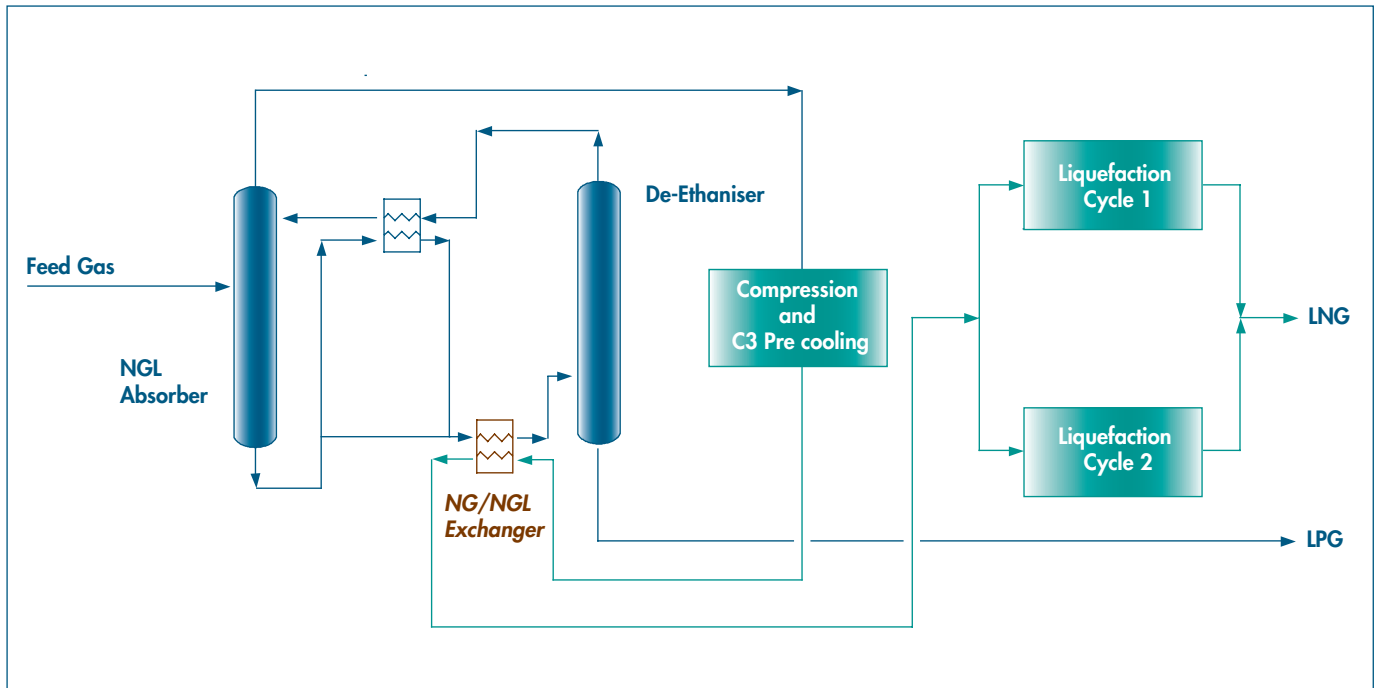 De-Ethaniser
Liquefaction
Cycle 1
Feed Gas
Compression
and
C3 Pre cooling
LNG
NGL
Absorber
Liquefaction
Cycle 2
NG/NGL
Exchanger
LPG